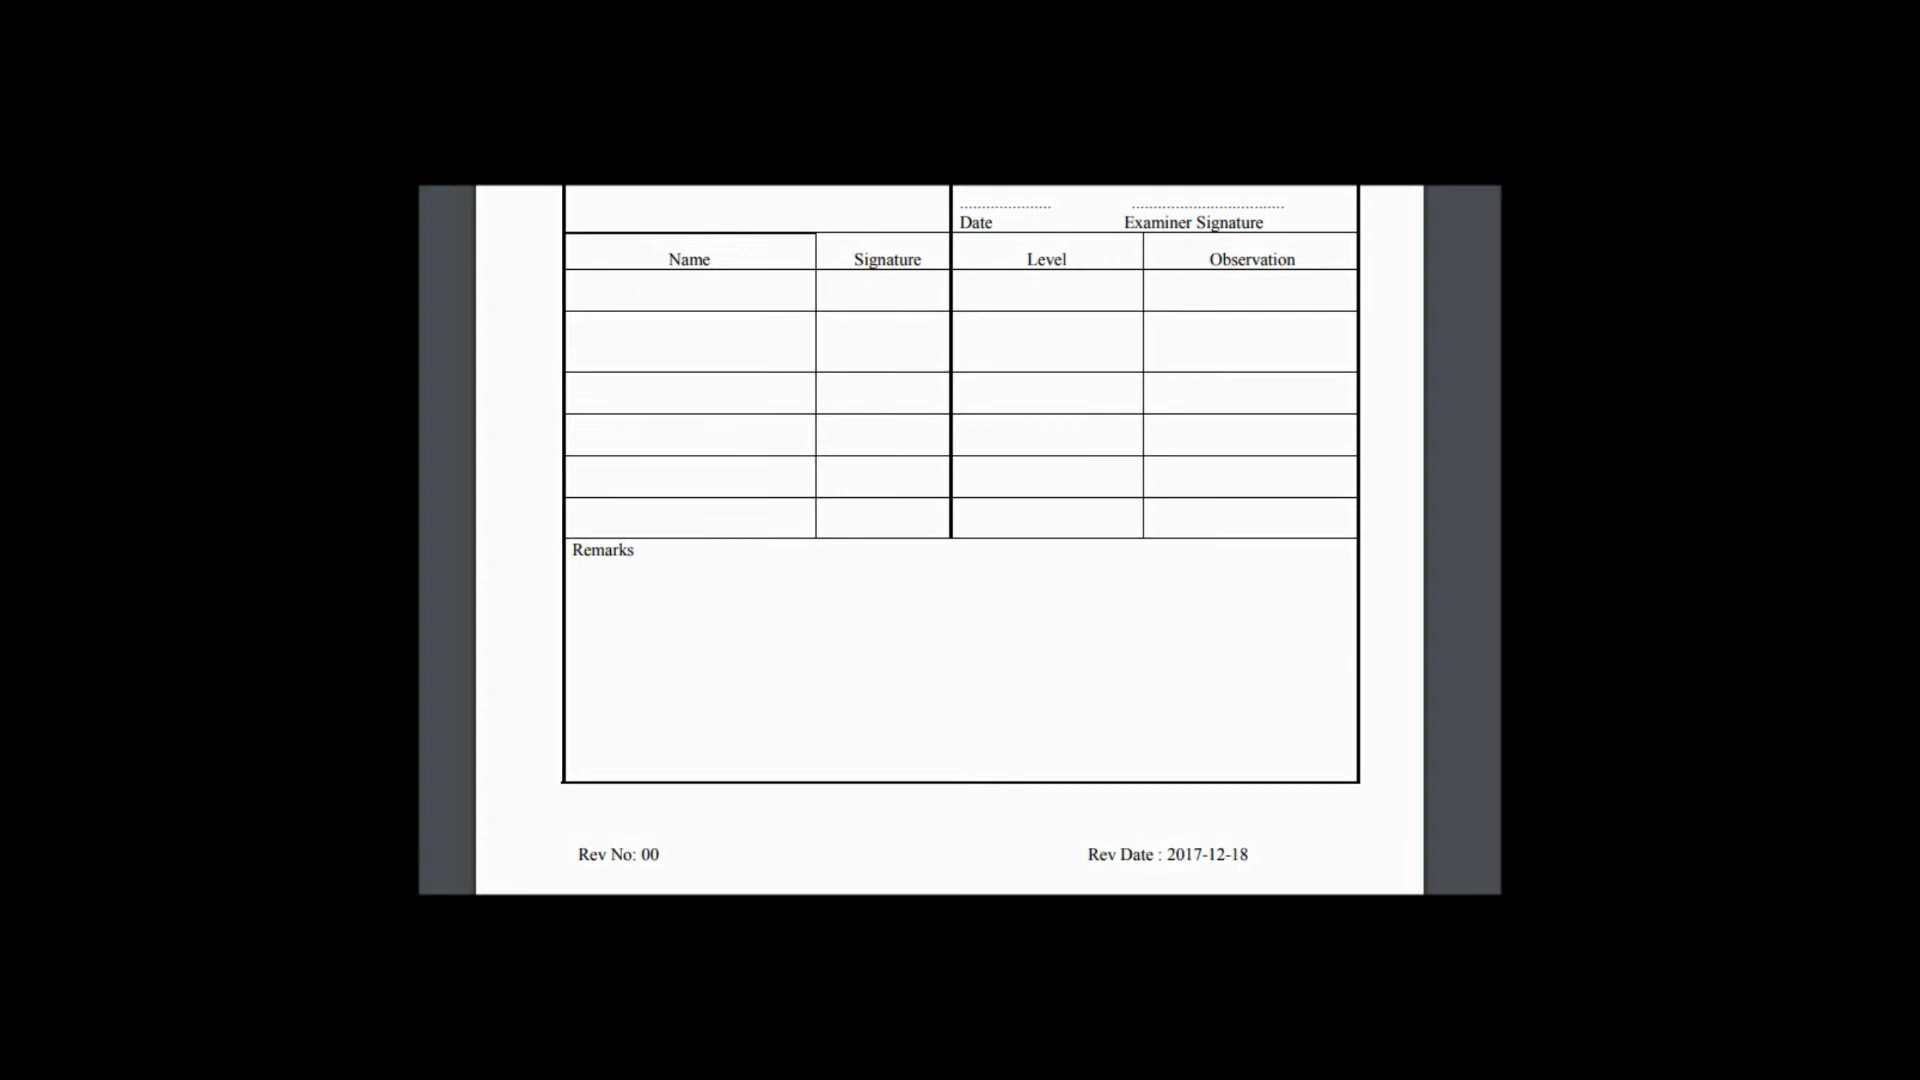 Date Examiner Signature
Name Signature Level Observation
Remarks
Rev No: 00 Rev Date : 2017-12-18